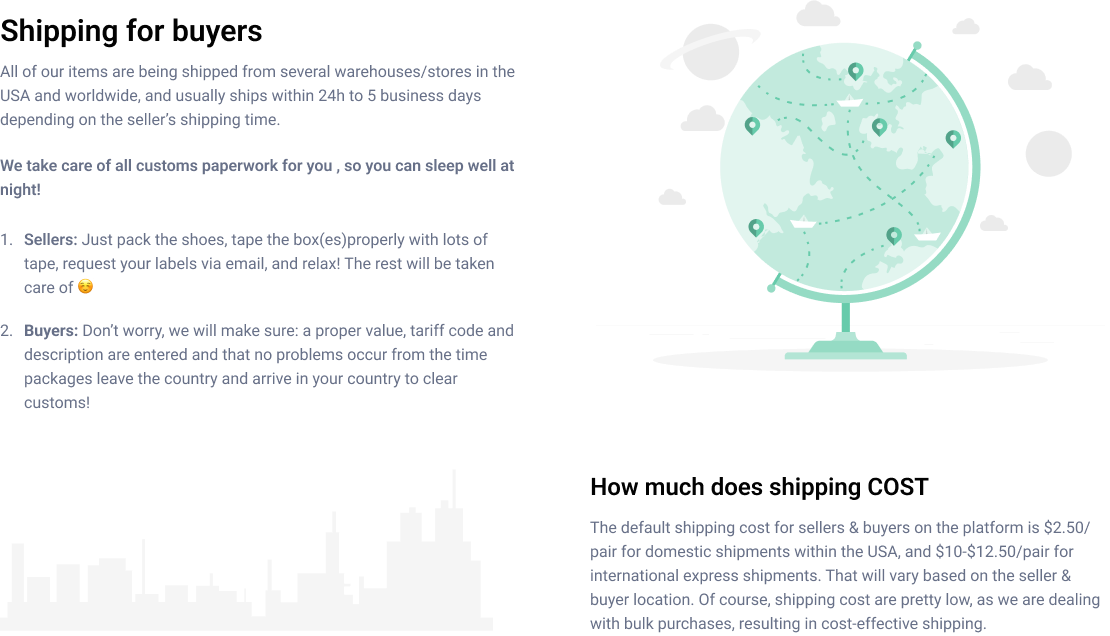 Shipping for buyers
All of our items are being shipped from several warehouses/stores in the
USA and worldwide, and usually ships within 24h to 5 business days
depending on the seller’s shipping time.
We take care of all customs paperwork for you , so you can sleep well at
night!
1. Sellers: Just pack the shoes, tape the box(es)properly with lots of
tape, request your labels via email, and relax! The rest will be taken
care of ☺️
2. Buyers: Don’t worry, we will make sure: a proper value, tariff code and
description are entered and that no problems occur from the time
packages leave the country and arrive in your country to clear
customs!
How much does shipping COST
The default shipping cost for sellers & buyers on the platform is $2.50/
pair for domestic shipments within the USA, and $10-$12.50/pair for
international express shipments. That will vary based on the seller &
buyer location. Of course, shipping cost are pretty low, as we are dealing
with bulk purchases, resulting in cost-effective shipping.